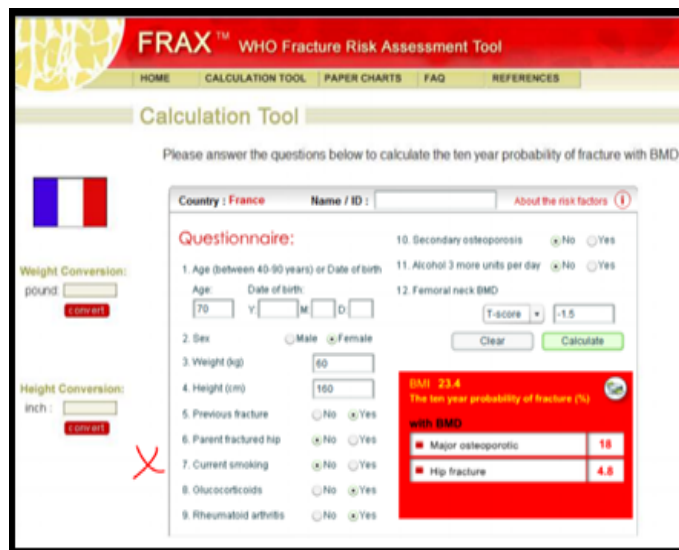 FRAX™ WHO Fracture Risk Assessment Tool
HOME CALCULATION TOOL PAPER CHARTS FAQ REFERENCES
Calculation Tool
Please answer the questions below to calculate the ten year probability of fracture with BMD
Country : France Name / ID : About the risk factors i
Questionnaire:
1. Age (between 40-90 years) or Date of birth
Age: Date of birth:
70 Y: M: D:
2. Sex Male Female
3. Weight (kg) 60
4. Height (cm) 160
5. Previous fracture No Yes
6. Parent fractured hip No Yes
7. Current smoking No Yes
8. Glucocorticoids No Yes
9. Rheumatoid arthritis No Yes
10. Secondary osteoporosis No Yes
11. Alcohol 3 more units per day No Yes
12. Femoral neck BMD
T-score -1.5
Clear Calculate
BMI 23.4
The ten year probability of fracture (%)
with BMD
Major osteoporotic 18
Hip fracture 4.8
Weight Conversion:
pound:
convert
Height Conversion:
inch :
convert
X